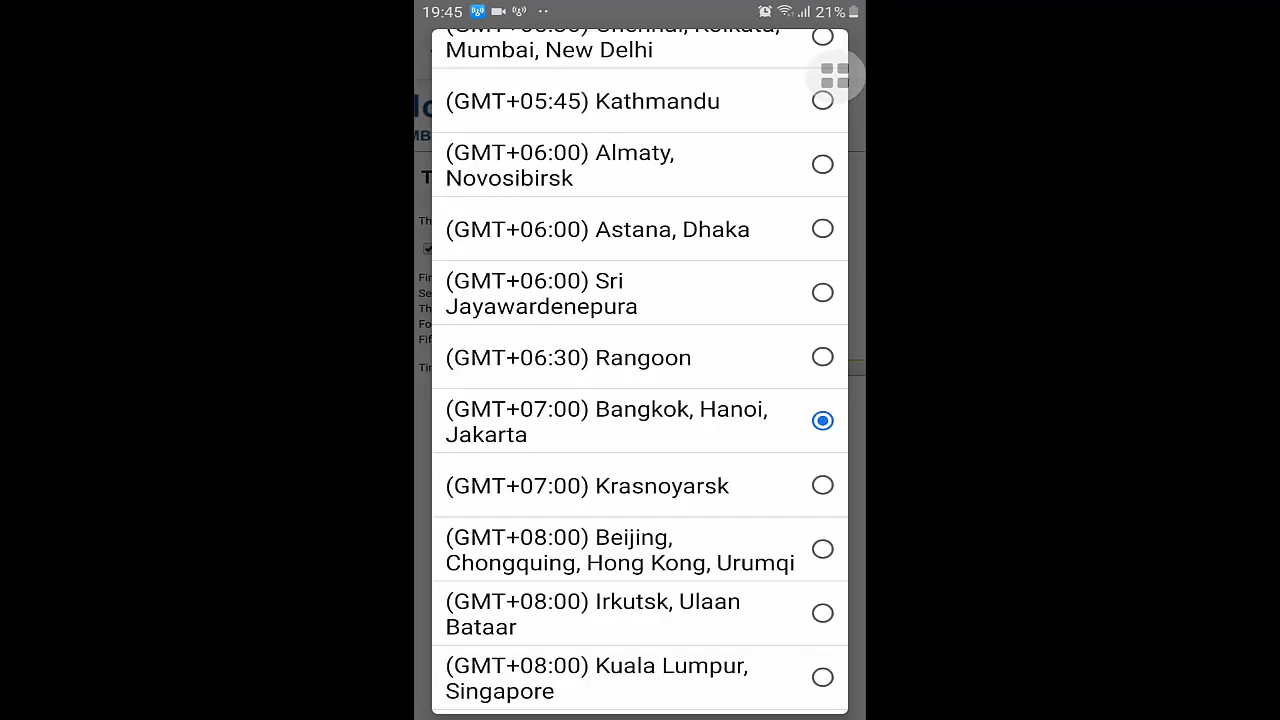 19:45
21%
Mumbai, New Delhi
(GMT+05:45) Kathmandu
(GMT+06:00) Almaty,
Novosibirsk
(GMT+06:00) Astana, Dhaka
(GMT+06:00) Sri
Jayawardenepura
(GMT+06:30) Rangoon
(GMT+07:00) Bangkok, Hanoi,
Jakarta
(GMT+07:00) Krasnoyarsk
(GMT+08:00) Beijing,
Chongquing, Hong Kong, Urumqi
(GMT+08:00) Irkutsk, Ulaan
Bataar
(GMT+08:00) Kuala Lumpur,
Singapore